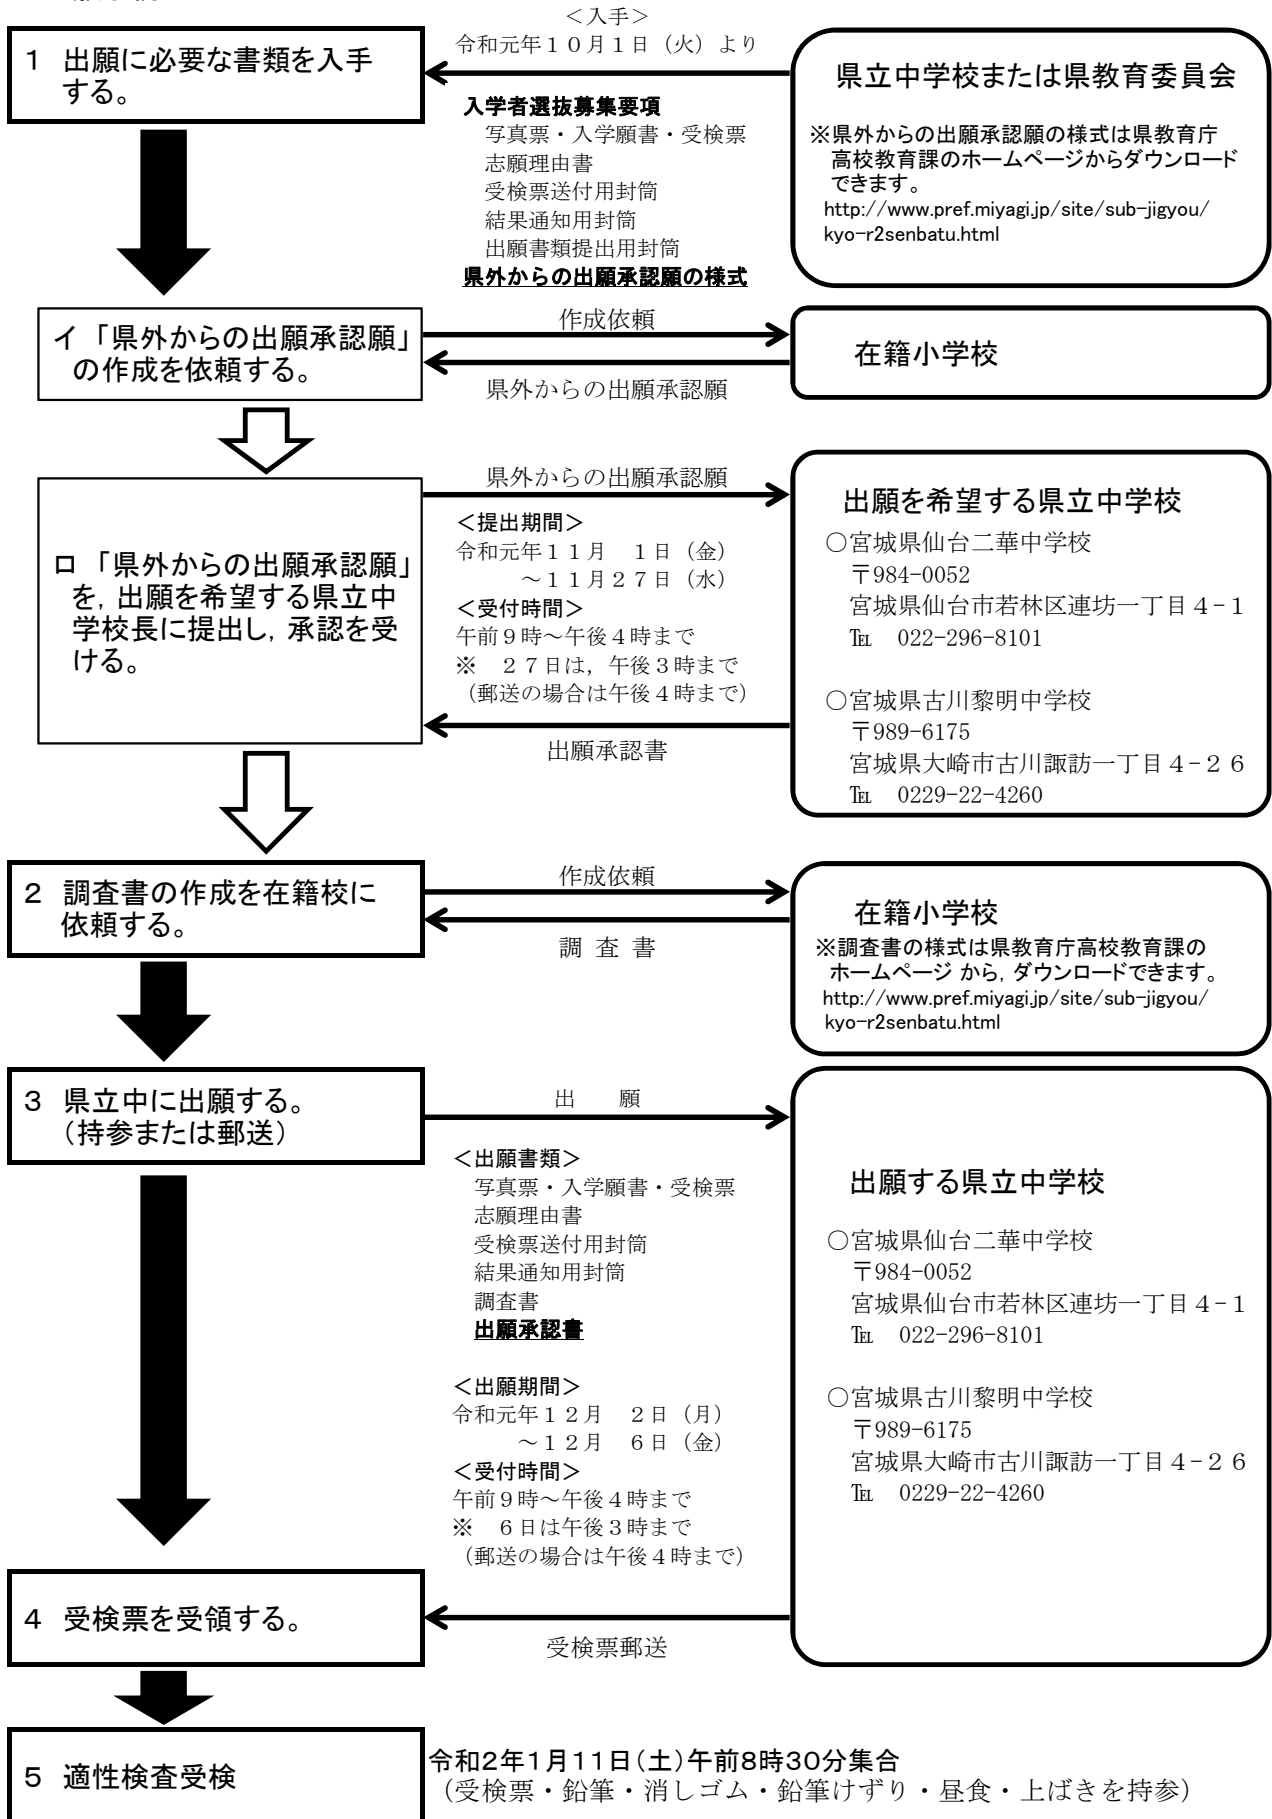 ＜入手＞
令和元年１０月１日（火）より
１ 出願に必要な書類を入手
する。
県立中学校または県教育委員会
※県外からの出願承認願の様式は県教育庁
高校教育課のホームページからダウンロード
できます。
http://www.pref.miyagi.jp/site/sub-jigyou/
kyo-r2senbatu.html
入学者選抜募集要項
写真票・入学願書・受検票
志願理由書
受検票送付用封筒
結果通知用封筒
出願書類提出用封筒
県外からの出願承認願の様式
イ 「県外からの出願承認願」
の作成を依頼する。
作成依頼
県外からの出願承認願
在籍小学校
ロ 「県外からの出願承認願」
を，出願を希望する県立中
学校長に提出し，承認を受
ける。
県外からの出願承認願
＜提出期間＞
令和元年１１月　１日（金）
～１１月２７日（水）
＜受付時間＞
午前９時～午後４時まで
※　２７日は，午後３時まで
（郵送の場合は午後４時まで）
出願承認書
出願を希望する県立中学校
○宮城県仙台二華中学校
〒984-0052
宮城県仙台市若林区連坊一丁目４-１
℡　022-296-8101
○宮城県古川黎明中学校
〒989-6175
宮城県大崎市古川諏訪一丁目４-２６
℡　0229-22-4260
２ 調査書の作成を在籍校に
依頼する。
作成依頼
調 査 書
在籍小学校
※調査書の様式は県教育庁高校教育課の
ホームページ から，ダウンロードできます。
http://www.pref.miyagi.jp/site/sub-jigyou/
kyo-r2senbatu.html
３ 県立中に出願する。
（持参または郵送）
出　願
＜出願書類＞
写真票・入学願書・受検票
志願理由書
受検票送付用封筒
結果通知用封筒
調査書
出願承認書
＜出願期間＞
令和元年１２月　２日（月）
～１２月　６日（金）
＜受付時間＞
午前９時～午後４時まで
※　６日は午後３時まで
（郵送の場合は午後４時まで）
出願する県立中学校
○宮城県仙台二華中学校
〒984-0052
宮城県仙台市若林区連坊一丁目４-１
℡　022-296-8101
○宮城県古川黎明中学校
〒989-6175
宮城県大崎市古川諏訪一丁目４-２６
℡　0229-22-4260
４ 受検票を受領する。
受検票郵送
５ 適性検査受検
令和２年１月１１日（土）午前８時３０分集合
（受検票・鉛筆・消しゴム・鉛筆けずり・昼食・上ばきを持参）